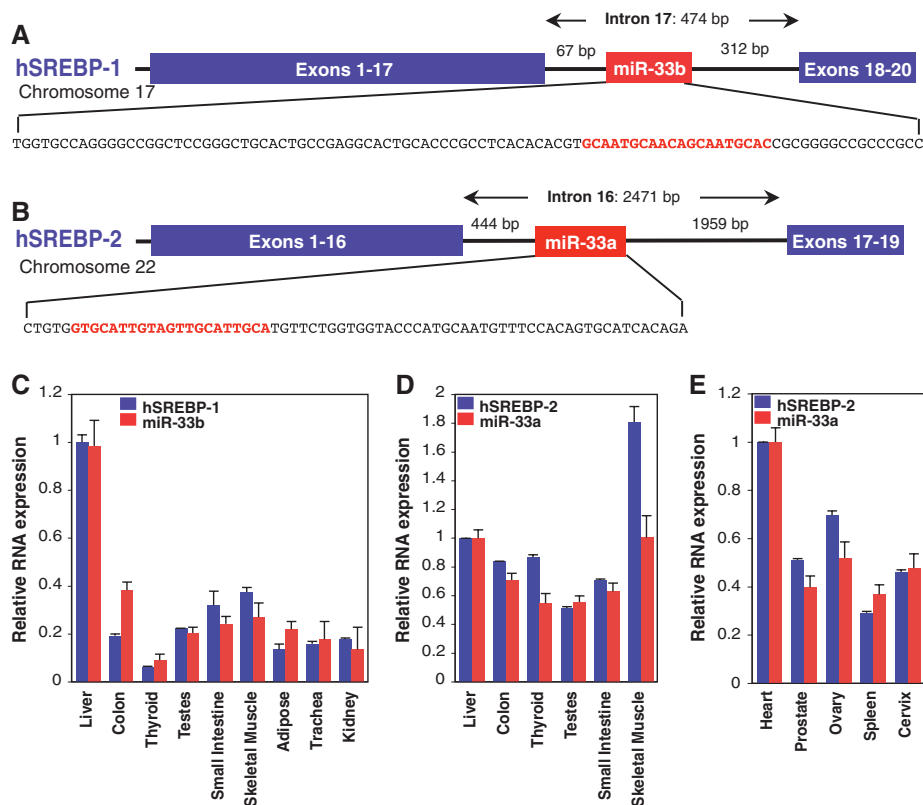 A
Intron 17: 474 bp
67 bp
312 bp
hSREBP-1
Exons 1-17
miR-33b
Exons 18-20
Chromosome 17
TGGTGCCAGGGGCCGGCTCCGGGCTGCACTGCCGAGGCACTGCACCCGCCTCACACACGTGCAATGCAACAGCAATGCACCGCGGGGCCGCCCGCC
B
Intron 16: 2471 bp
444 bp
1959 bp
hSREBP-2
Exons 1-16
miR-33a
Exons 17-19
Chromosome 22
CTGTGGTGCATTGTAGTTGCATTGCATGTTCTGGTGGTACCCATGCAATGTTTCCACAGTGCATCACAGA
C
hSREBP-1
miR-33b
Relative RNA expression
1.2
1
0.8
0.6
0.4
0.2
0
Liver
Colon
Thyroid
Testes
Small Intestine
Skeletal Muscle
Adipose
Trachea
Kidney
D
hSREBP-2
miR-33a
Relative RNA expression
2
1.8
1.6
1.4
1.2
1
0.8
0.6
0.4
0.2
0
Liver
Colon
Thyroid
Testes
Small Intestine
Skeletal Muscle
E
hSREBP-2
miR-33a
Relative RNA expression
1.2
1
0.8
0.6
0.4
0.2
0
Heart
Prostate
Ovary
Spleen
Cervix